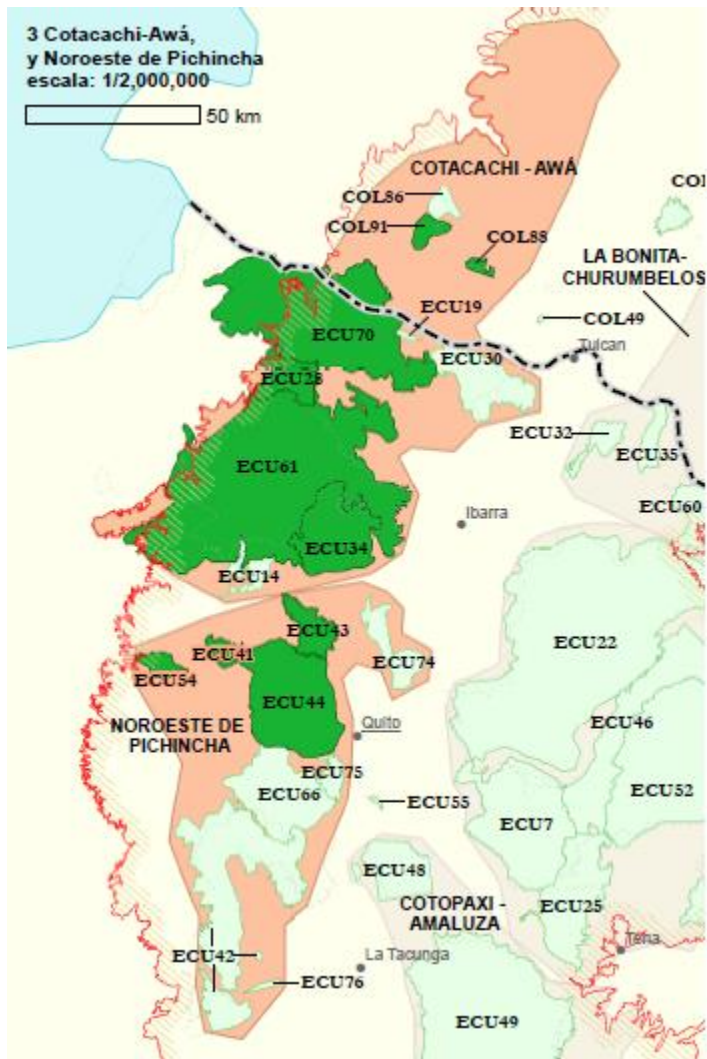 3 Cotacachi-Awá,
y Noroeste de Pichincha
escala: 1/2,000,000
50 km
COTACACHI - AWÁ
COL86
COL91
COL88
LA BONITA-
CHURUMBELOS
ECU19
COL49
ECU70
Tulcan
ECU30
ECU28
ECU32
ECU35
ECU61
ECU60
Ibarra
ECU34
ECU14
ECU43
ECU41
ECU22
ECU74
ECU54
ECU44
NOROESTE DE
PICHINCHA
Quito
ECU46
ECU75
ECU66
ECU52
ECU55
ECU7
ECU48
COTOPAXI -
AMALUZA
ECU25
Tena
ECU42
La Tacunga
ECU76
ECU49